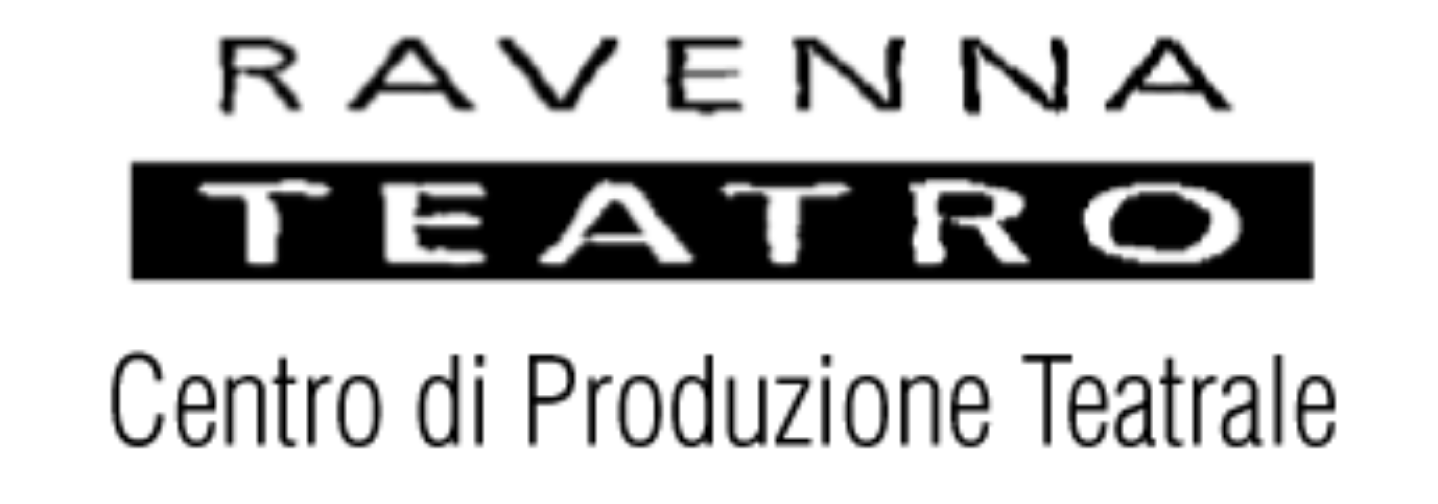 RAVENNA
TEATRO
Centro di Produzione Teatrale